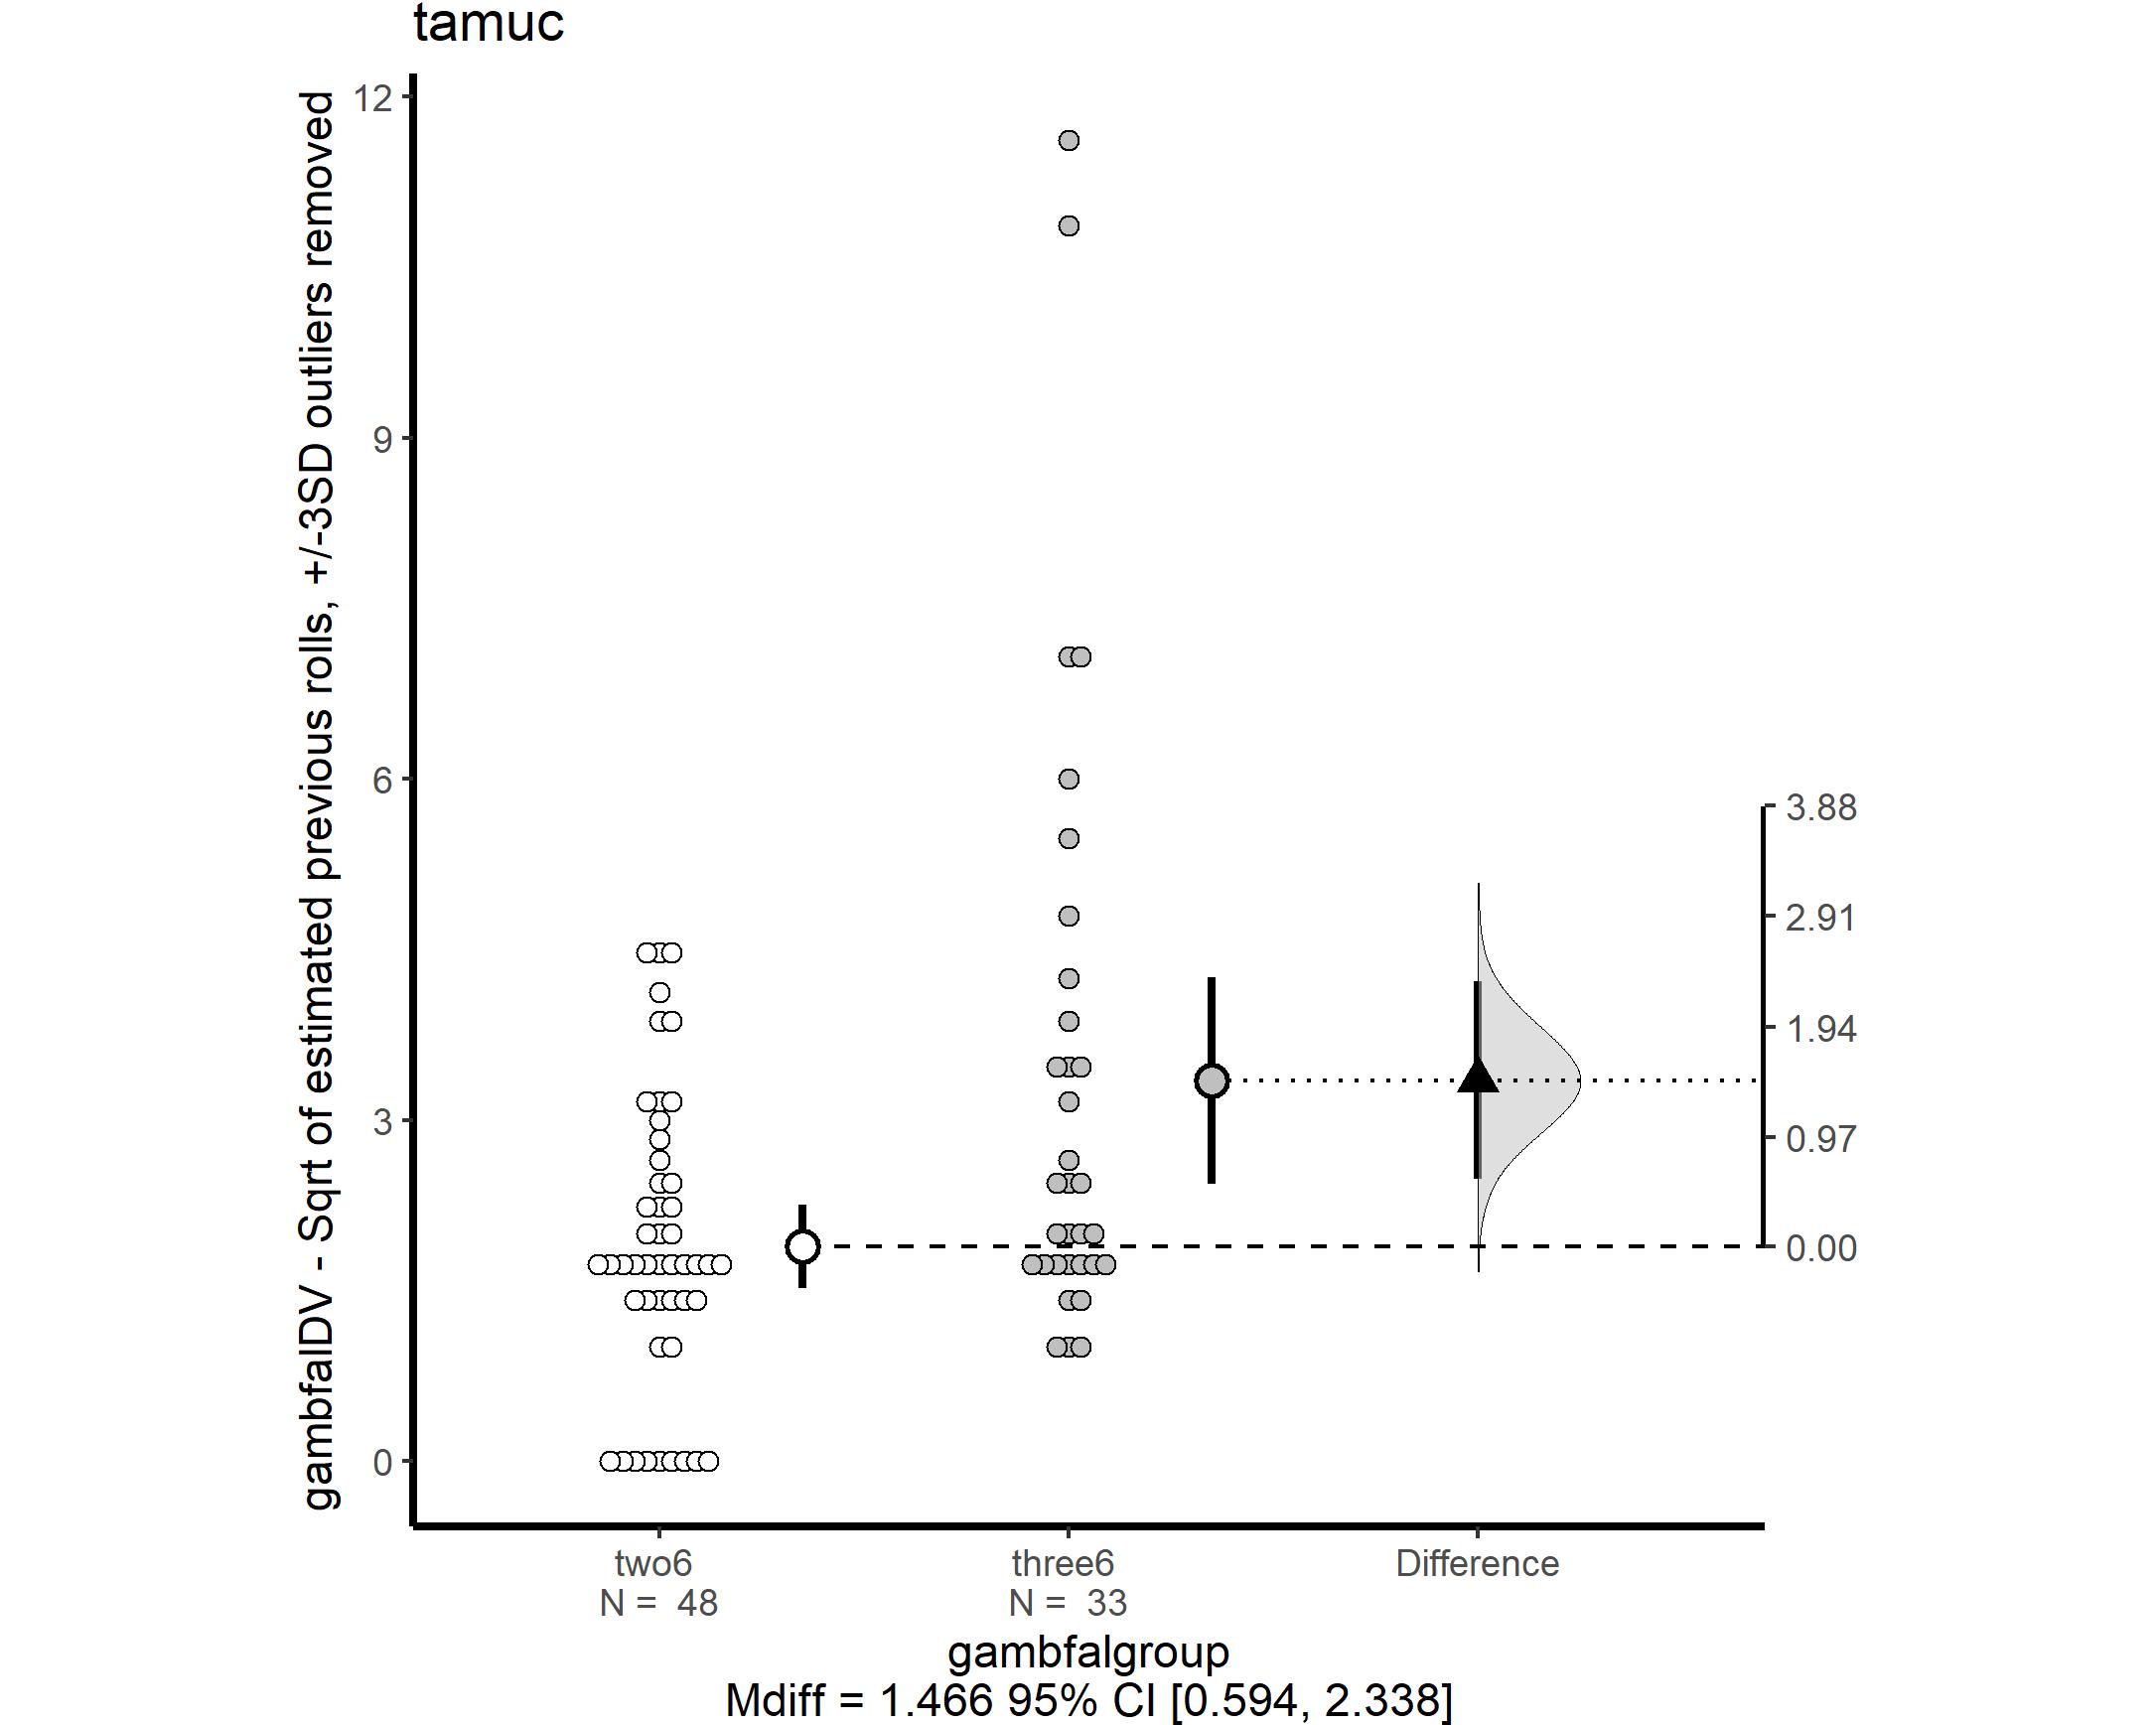 tamuc
gambfalDV - Sqrt of estimated previous rolls, +/-3SD outliers removed
12
9
6
3
0
3.88
2.91
1.94
0.97
0.00
two6
N = 48
three6
N = 33
Difference
gambfalgroup
Mdiff = 1.466 95% CI [0.594, 2.338]